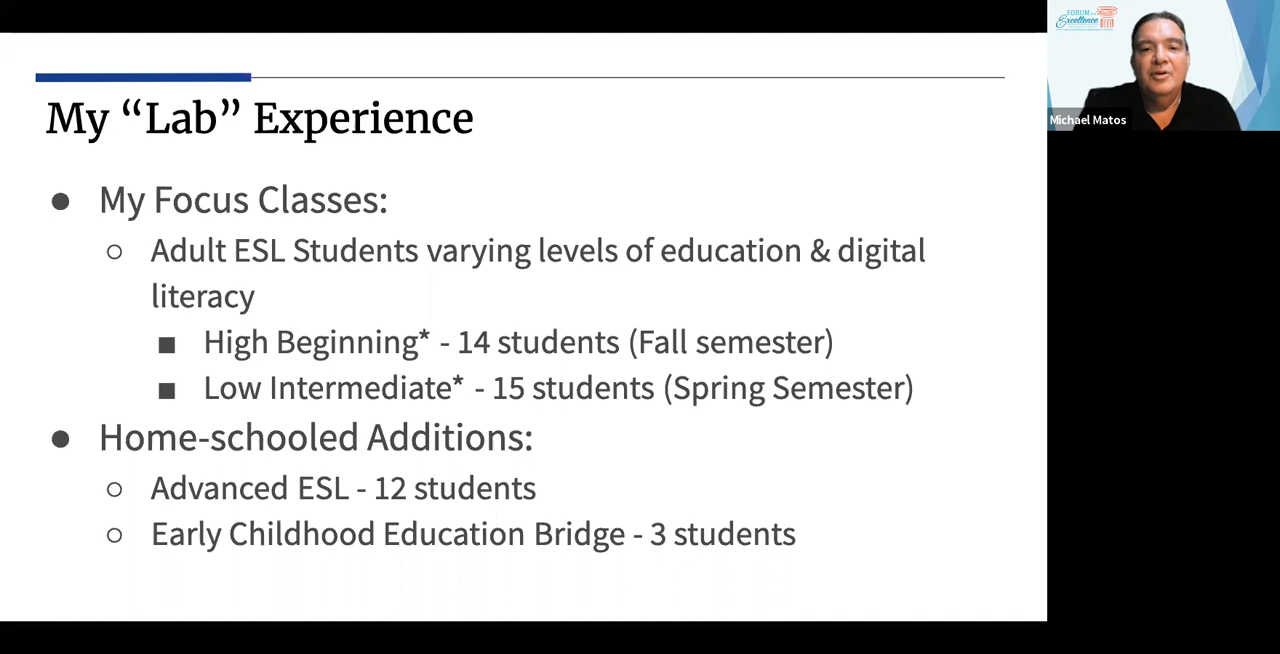 My “Lab” Experience
● My Focus Classes:
○ Adult ESL Students varying levels of education & digital
literacy
■ High Beginning* - 14 students (Fall semester)
■ Low Intermediate* - 15 students (Spring Semester)
● Home-schooled Additions:
○ Advanced ESL - 12 students
○ Early Childhood Education Bridge - 3 students
FORUM
Excellence
Michael Matos